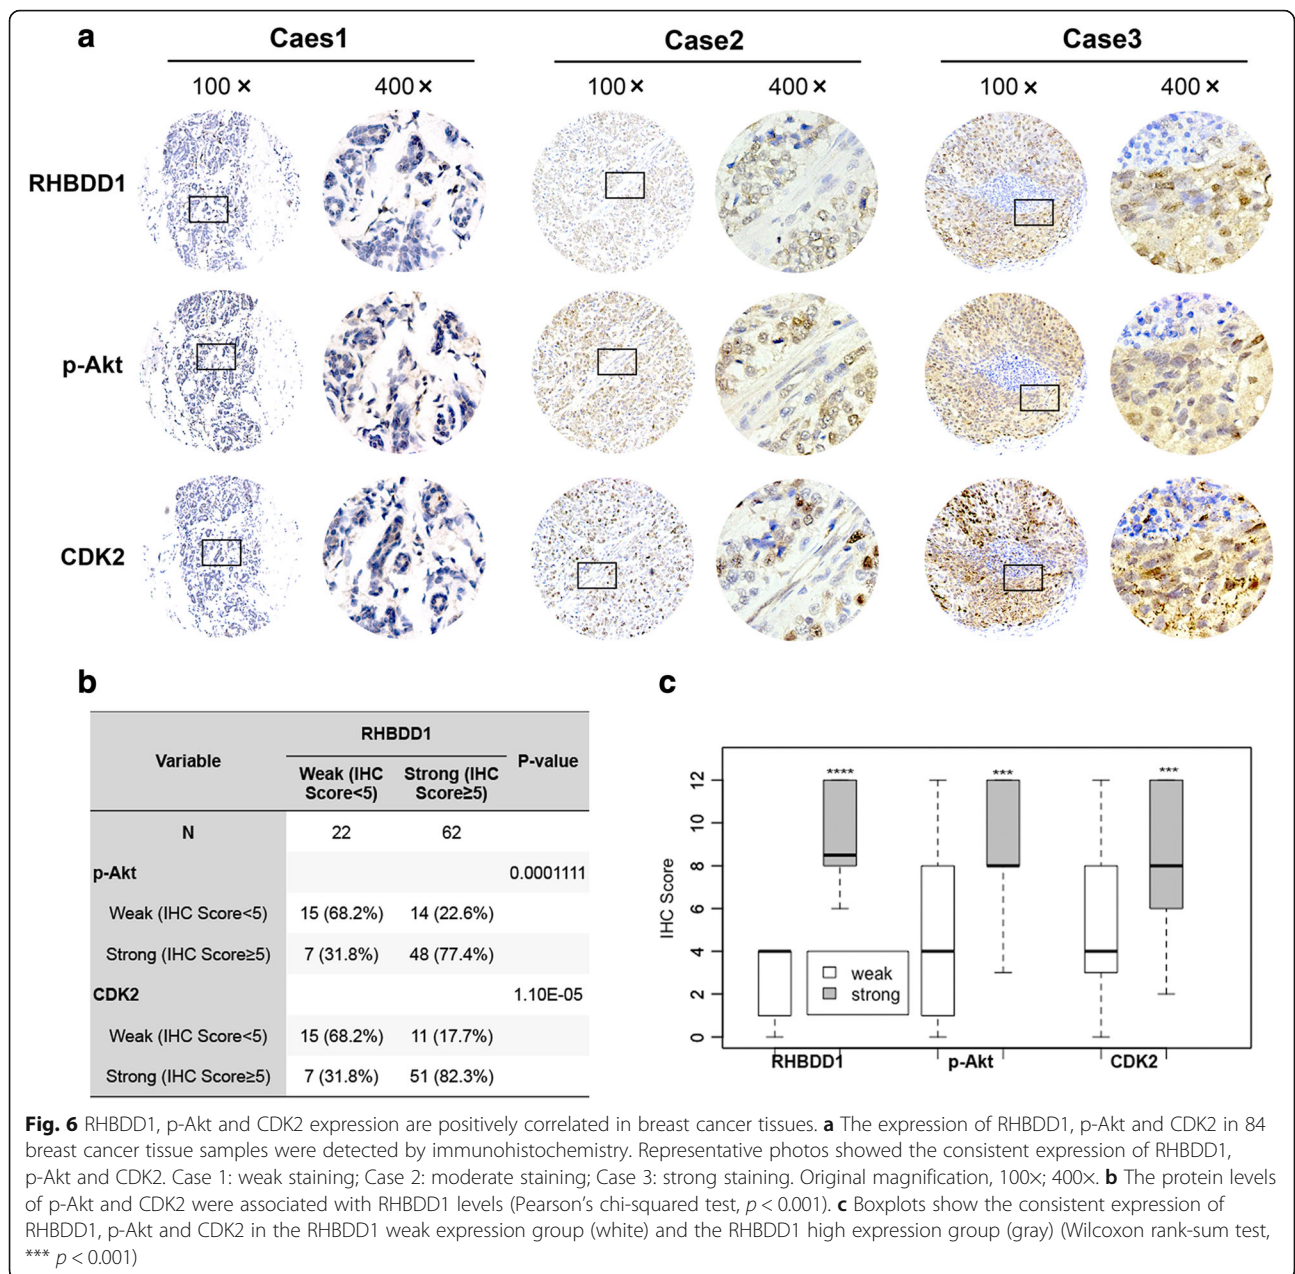 a
Caes1 Case2 Case3
100 × 400 × 100 × 400 × 100 × 400 ×
RHBDD1
p-Akt
CDK2
b
Variable RHBDD1 P-value
Weak (IHC Score<5) Strong (IHC Score≥5)
N 22 62
p-Akt 0.0001111
Weak (IHC Score<5) 15 (68.2%) 14 (22.6%)
Strong (IHC Score≥5) 7 (31.8%) 48 (77.4%)
CDK2 1.10E-05
Weak (IHC Score<5) 15 (68.2%) 11 (17.7%)
Strong (IHC Score≥5) 7 (31.8%) 51 (82.3%)
c
IHC Score
12
10
8
6
4
2
0
**** *** ***
weak
strong
RHBDD1 p-Akt CDK2
Fig. 6 RHBDD1, p-Akt and CDK2 expression are positively correlated in breast cancer tissues. a The expression of RHBDD1, p-Akt and CDK2 in 84
breast cancer tissue samples were detected by immunohistochemistry. Representative photos showed the consistent expression of RHBDD1,
p-Akt and CDK2. Case 1: weak staining; Case 2: moderate staining; Case 3: strong staining. Original magnification, 100×; 400×. b The protein levels
of p-Akt and CDK2 were associated with RHBDD1 levels (Pearson's chi-squared test, p < 0.001). c Boxplots show the consistent expression of
RHBDD1, p-Akt and CDK2 in the RHBDD1 weak expression group (white) and the RHBDD1 high expression group (gray) (Wilcoxon rank-sum test,
*** p < 0.001)